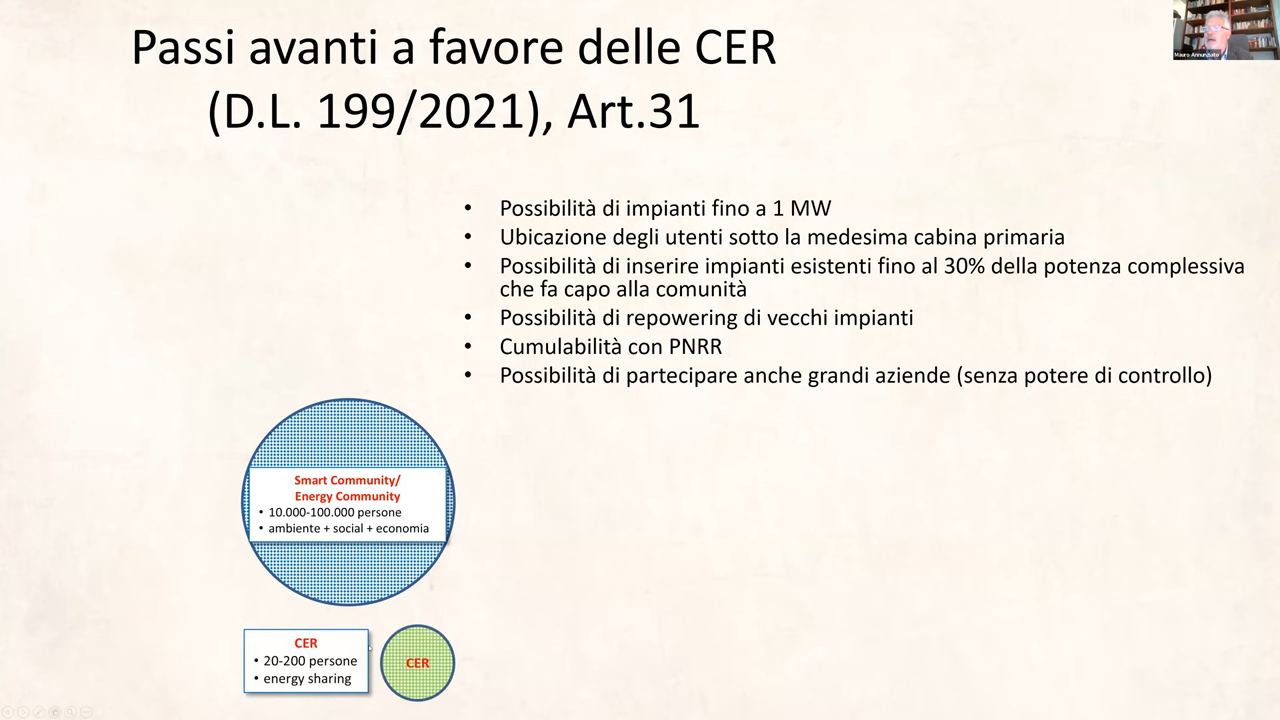 Passi avanti a favore delle CER
(D.L. 199/2021), Art.31
Mauro Annunziato
• Possibilità di impianti fino a 1 MW
• Ubicazione degli utenti sotto la medesima cabina primaria
• Possibilità di inserire impianti esistenti fino al 30% della potenza complessiva
che fa capo alla comunità
• Possibilità di repowering di vecchi impianti
• Cumulabilità con PNRR
• Possibilità di partecipare anche grandi aziende (senza potere di controllo)
Smart Community/
Energy Community
• 10.000-100.000 persone
• ambiente + social + economia
CER
• 20-200 persone
• energy sharing
CER